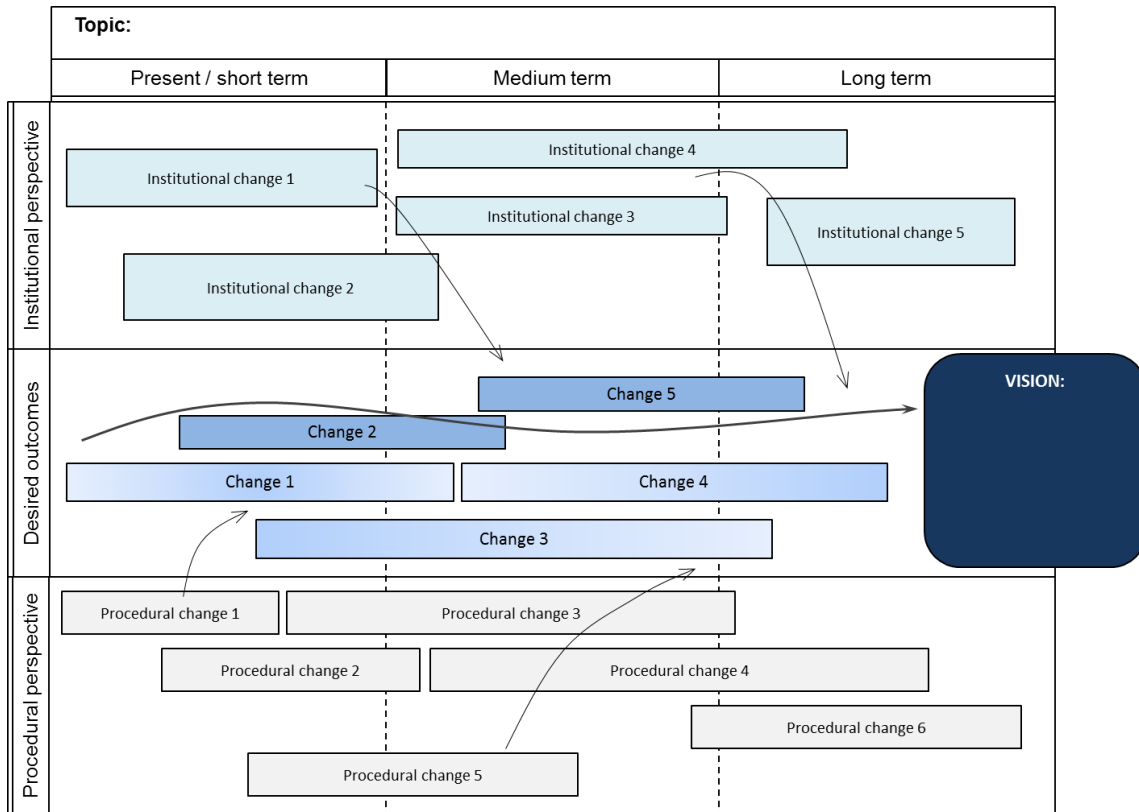 Topic:
Present / short term
Medium term
Long term
Institutional perspective
Institutional change 1
Institutional change 2
Institutional change 4
Institutional change 3
Institutional change 5
Desired outcomes
Change 5
Change 2
Change 1
Change 4
Change 3
VISION:
Procedural perspective
Procedural change 1
Procedural change 3
Procedural change 2
Procedural change 4
Procedural change 6
Procedural change 5